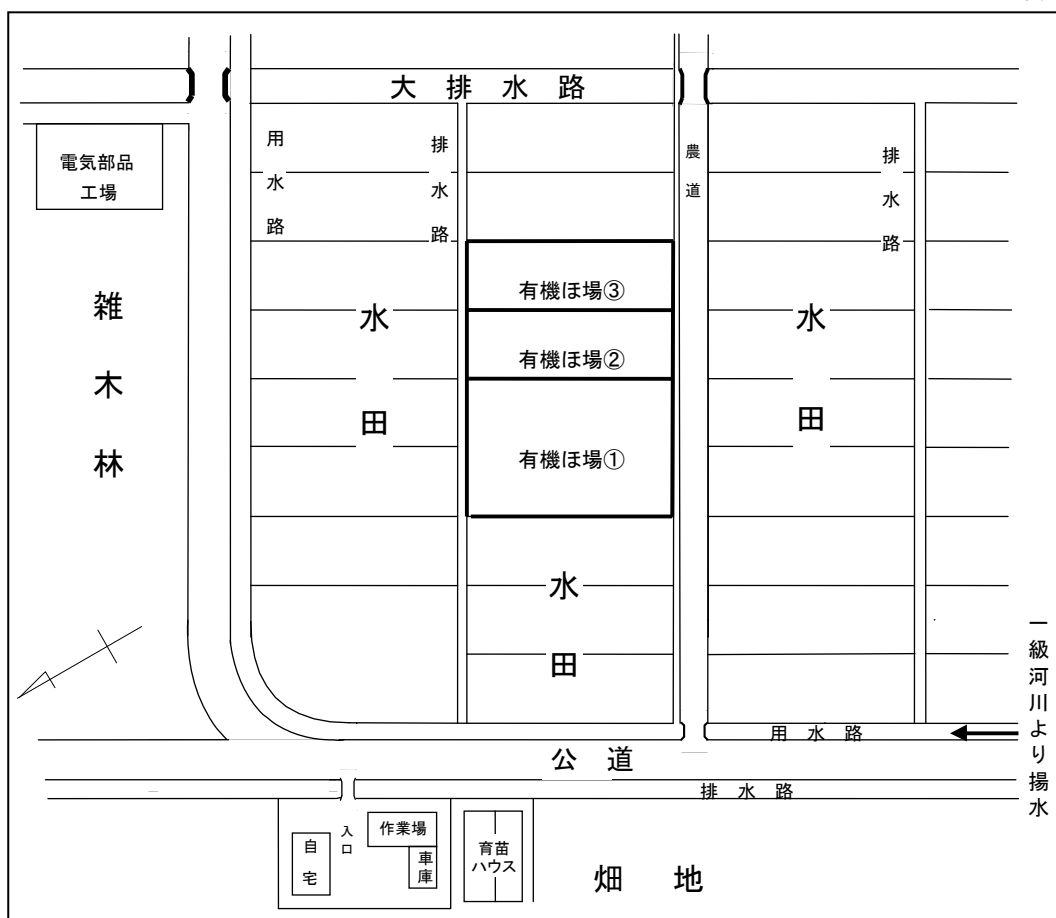 大排水路
電気部品
工場
用水路
排水路
農道
排水路
雑木林
水田
有機ほ場③
有機ほ場②
有機ほ場①
水田
水田
一級河川より揚水
用水路
公道
排水路
自宅
入口
作業場
車庫
育苗
ハウス
畑地